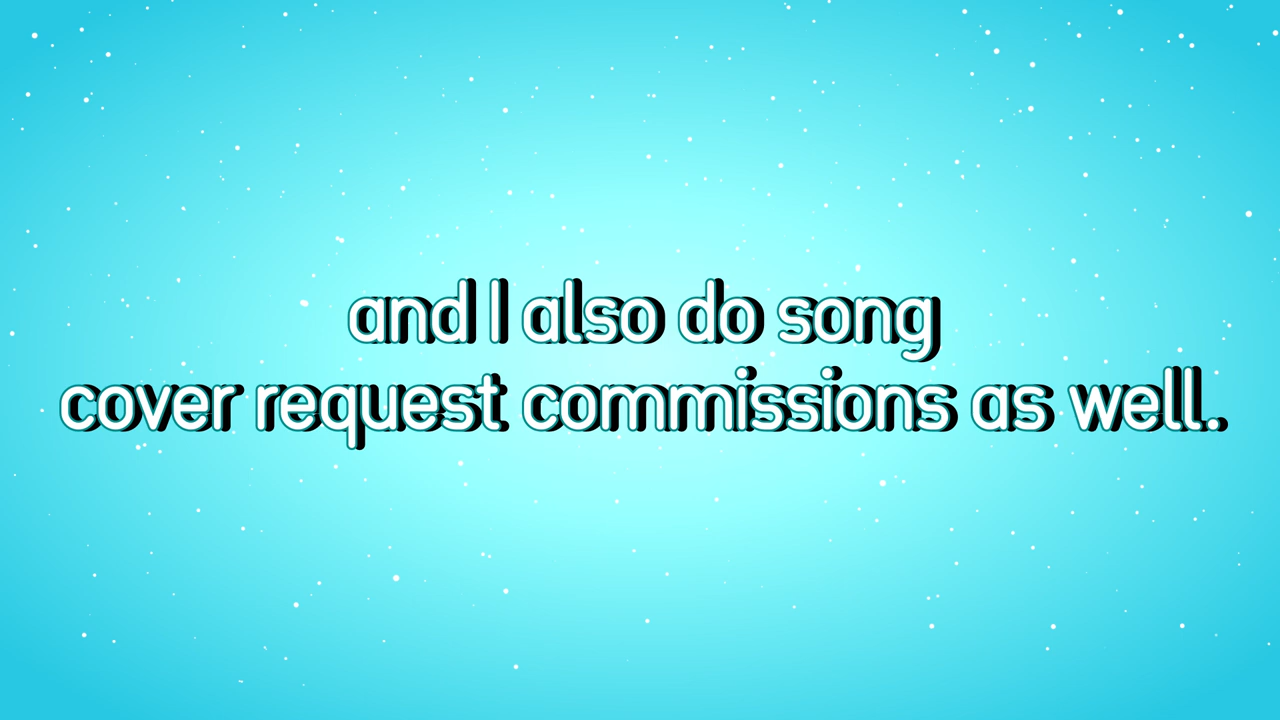 and I also do song
cover request commissions as well.